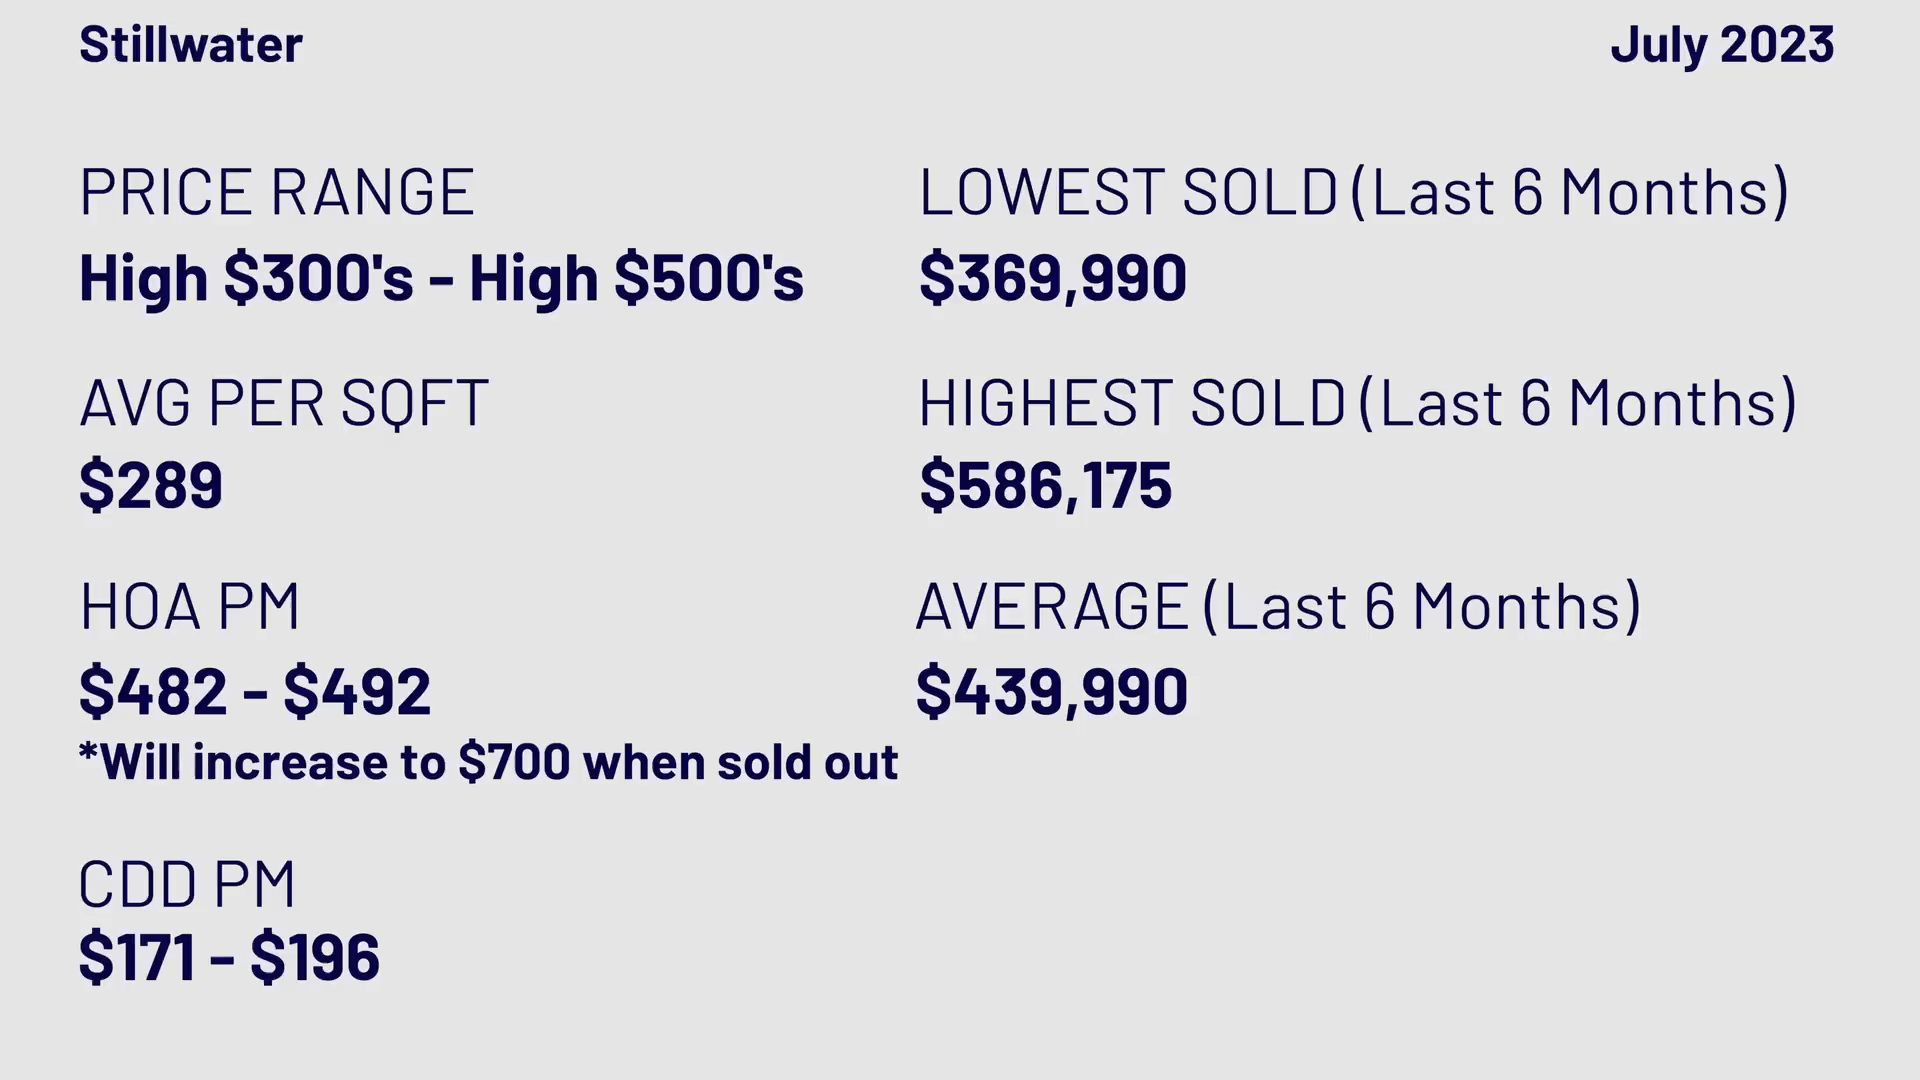 Stillwater
July 2023
PRICE RANGE
High $300's - High $500's
AVG PER SQFT
$289
HOA PM
$482 - $492
*Will increase to $700 when sold out
CDD PM
$171 - $196
LOWEST SOLD (Last 6 Months)
$369,990
HIGHEST SOLD (Last 6 Months)
$586,175
AVERAGE (Last 6 Months)
$439,990